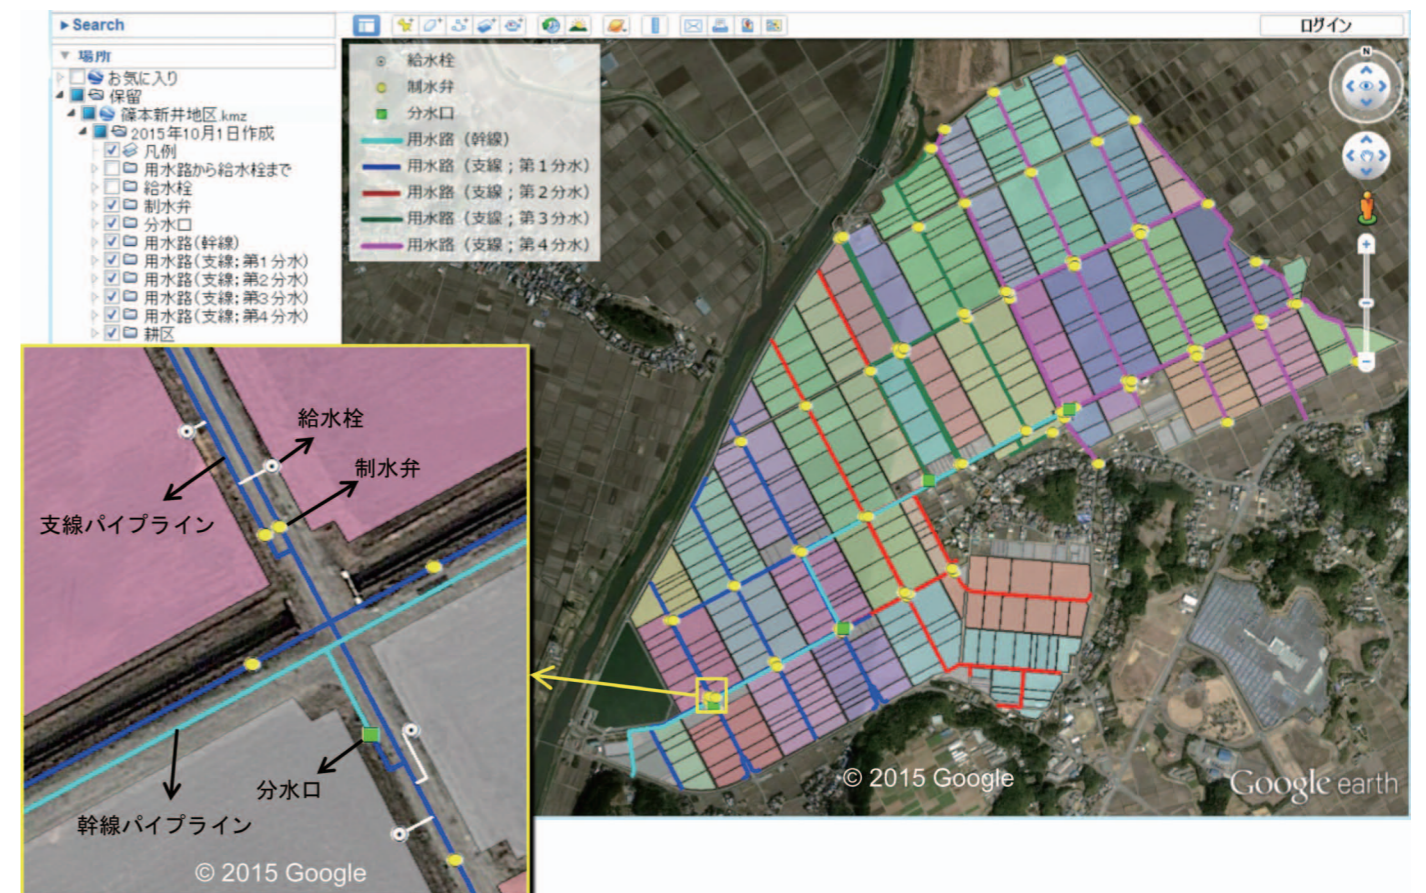 Search
場所
お気に入り
保留
篠本新井地区.kmz
2015年10月1日作成
凡例
用水路から給水栓まで
給水栓
制水弁
分水口
用水路(幹線)
用水路(支線;第1分水)
用水路(支線;第2分水)
用水路(支線;第3分水)
用水路(支線;第4分水)
耕区
ログイン
給水栓
制水弁
分水口
用水路(幹線)
用水路(支線;第1分水)
用水路(支線;第2分水)
用水路(支線;第3分水)
用水路(支線;第4分水)
N
給水栓
制水弁
支線パイプライン
分水口
幹線パイプライン
© 2015 Google
© 2015 Google
Google earth